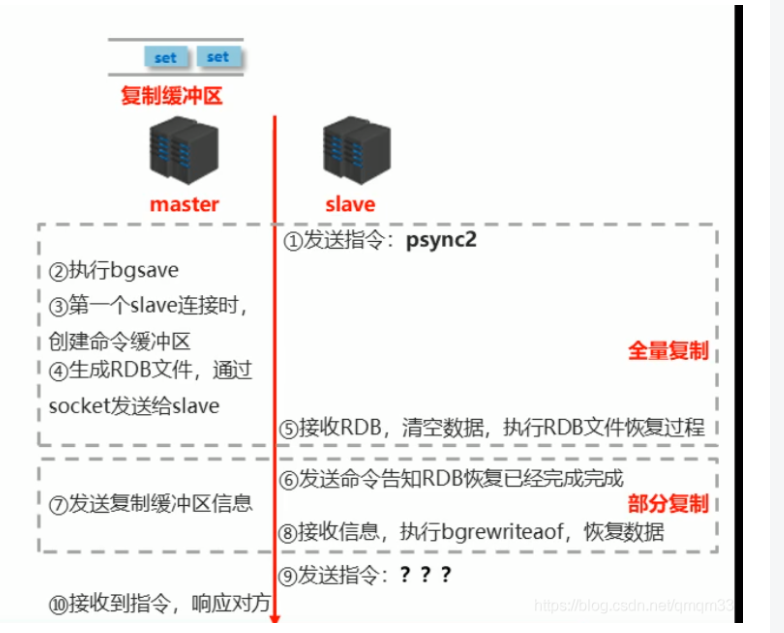 set set
复制缓冲区
master slave
①发送指令：psync2
②执行bgsave
③第一个slave连接时，
创建命令缓冲区
全量复制
④生成RDB文件，通过
socket发送给slave
⑤接收RDB，清空数据，执行RDB文件恢复过程
⑥发送命令告知RDB恢复已经完成完成
⑦发送复制缓冲区信息
部分复制
⑧接收信息，执行bgrewriteaof，恢复数据
⑨发送指令：？？？
⑩接收到指令，响应对方
https://blog.csdn.net/qmqm33